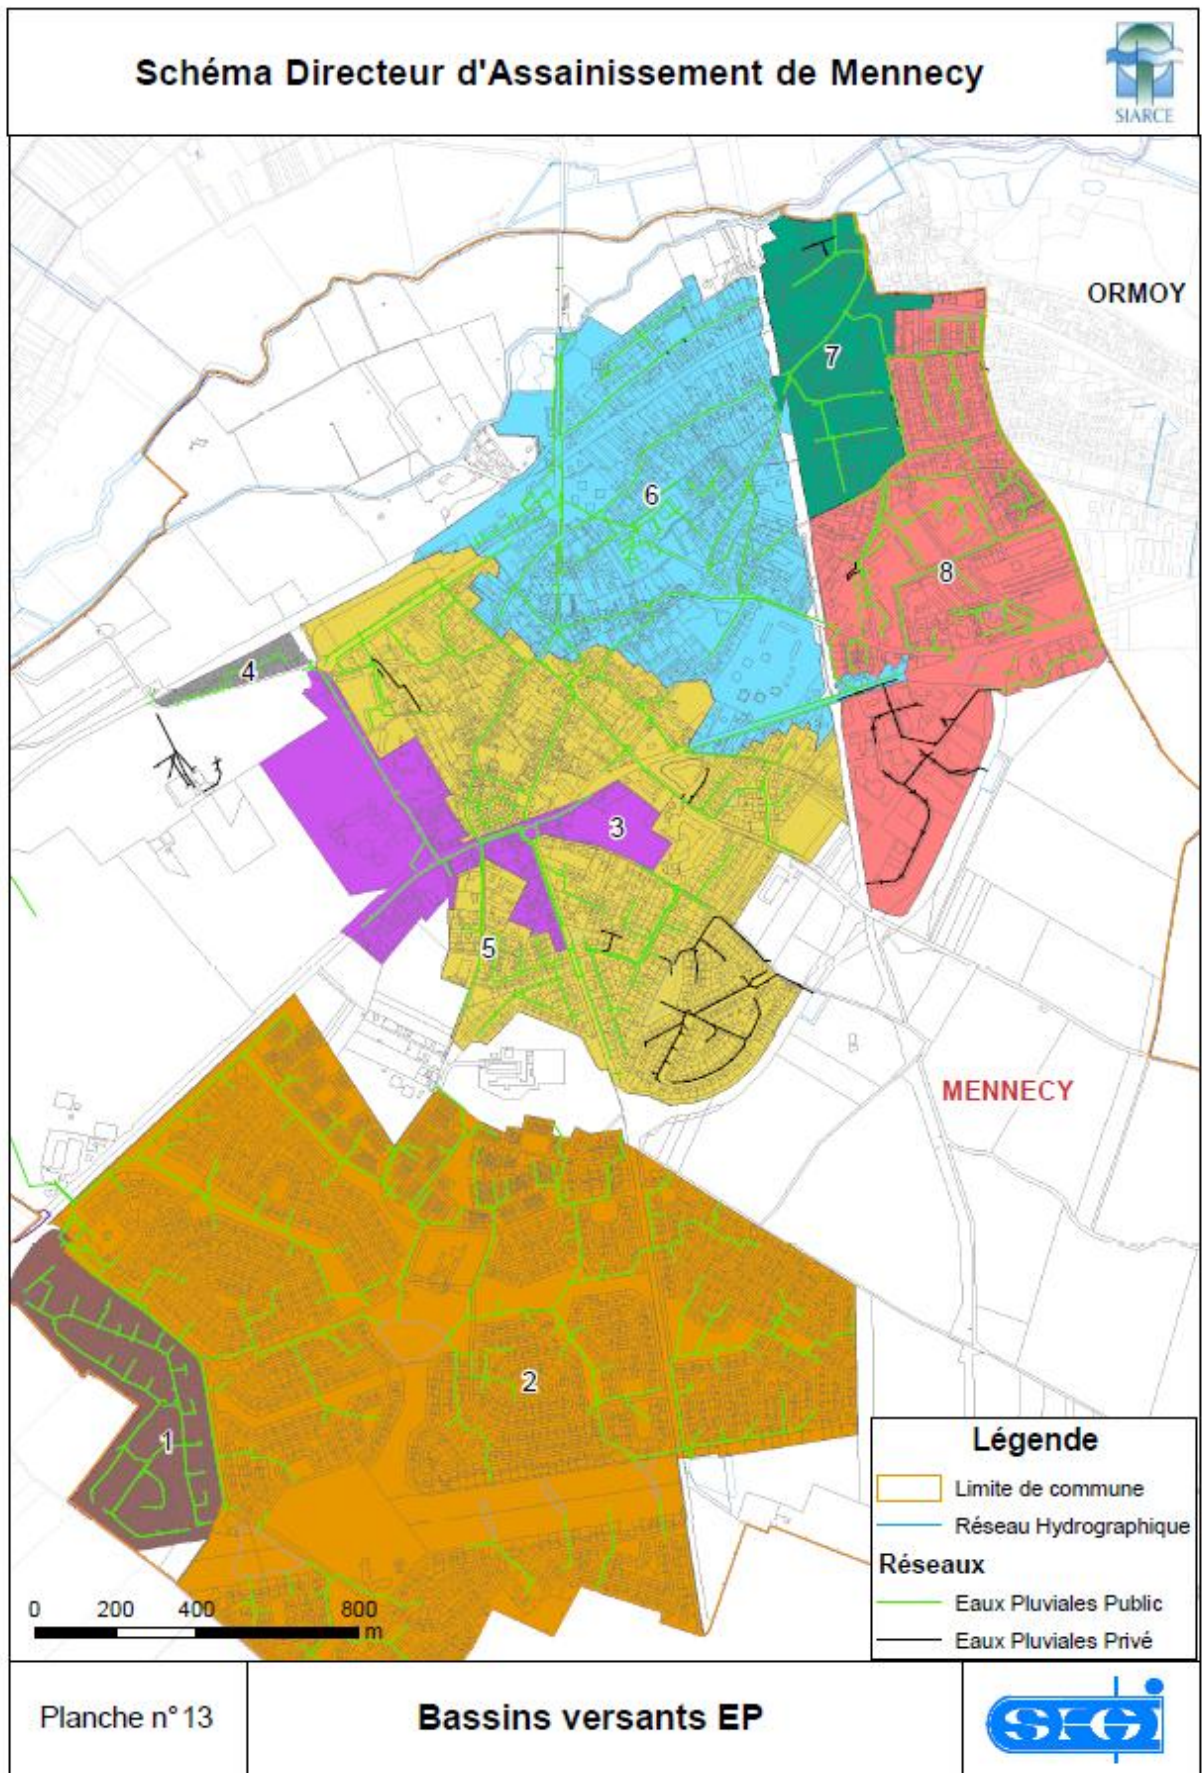 Schéma Directeur d'Assainissement de Mennecy
SIARCE
ORMOY
7
6
8
4
3
5
MENNECY
2
1
Légende
Limite de commune
Réseau Hydrographique
Réseaux
Eaux Pluviales Public
Eaux Pluviales Privé
0 200 400 800
m
Planche n°13
Bassins versants EP
SFGI